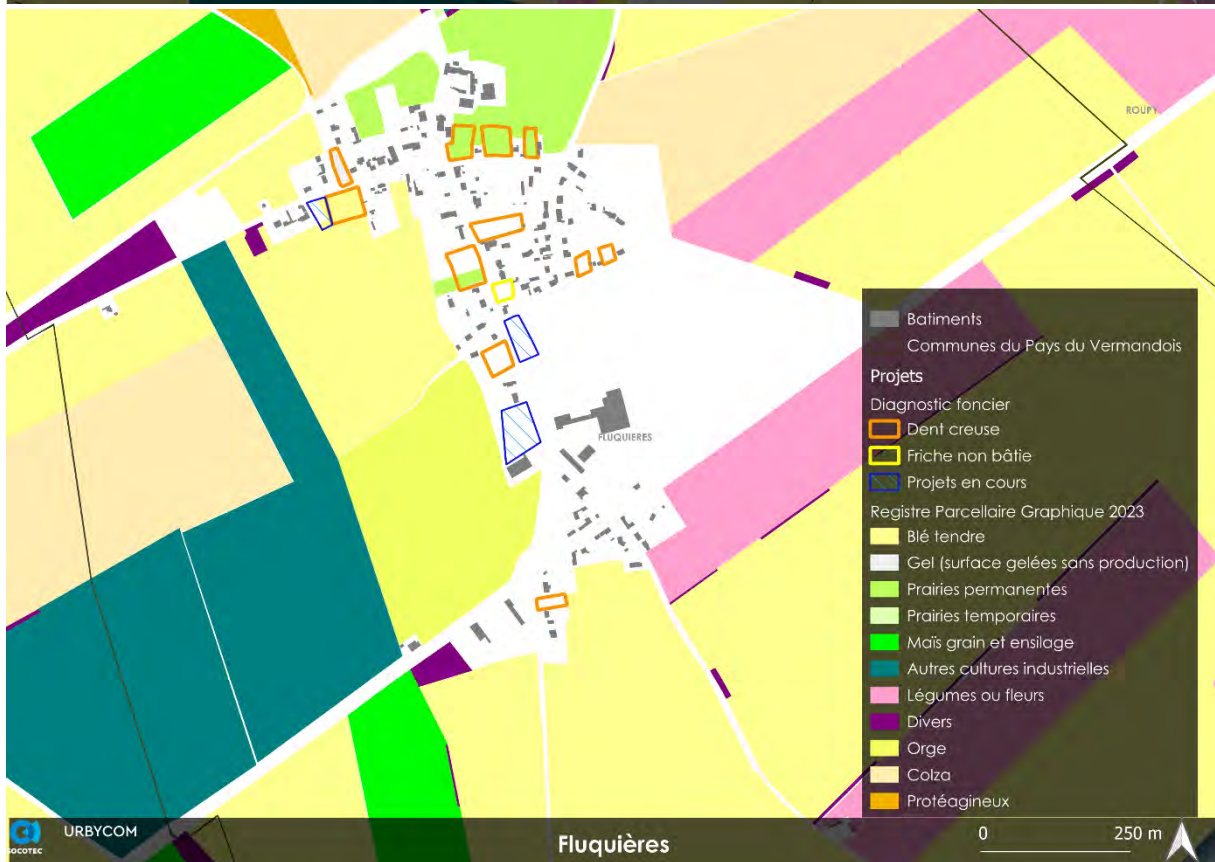 ROUPY
FLUQUIERES
Batiments
Communes du Pays du Vermandois
Projets
Diagnostic foncier
Dent creuse
Friche non bâtie
Projets en cours
Registre Parcellaire Graphique 2023
Blé tendre
Gel (surface gelées sans production)
Prairies permanentes
Prairies temporaires
Maïs grain et ensilage
Autres cultures industrielles
Légumes ou fleurs
Divers
Orge
Colza
Protéagineux
SOCOTEC
URBYCOM
Fluquières
0 250 m